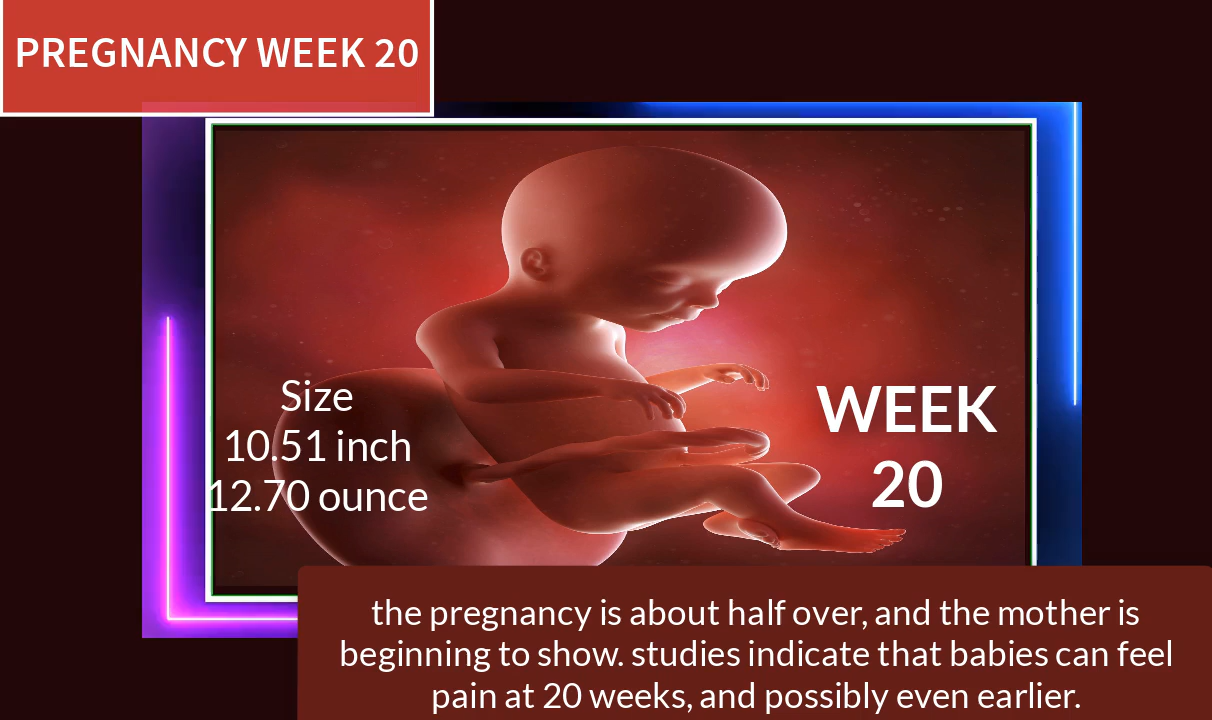 PREGNANCY WEEK 20
Size
10.51 inch
12.70 ounce
WEEK
20
the pregnancy is about half over, and the mother is
beginning to show. studies indicate that babies can feel
pain at 20 weeks, and possibly even earlier.